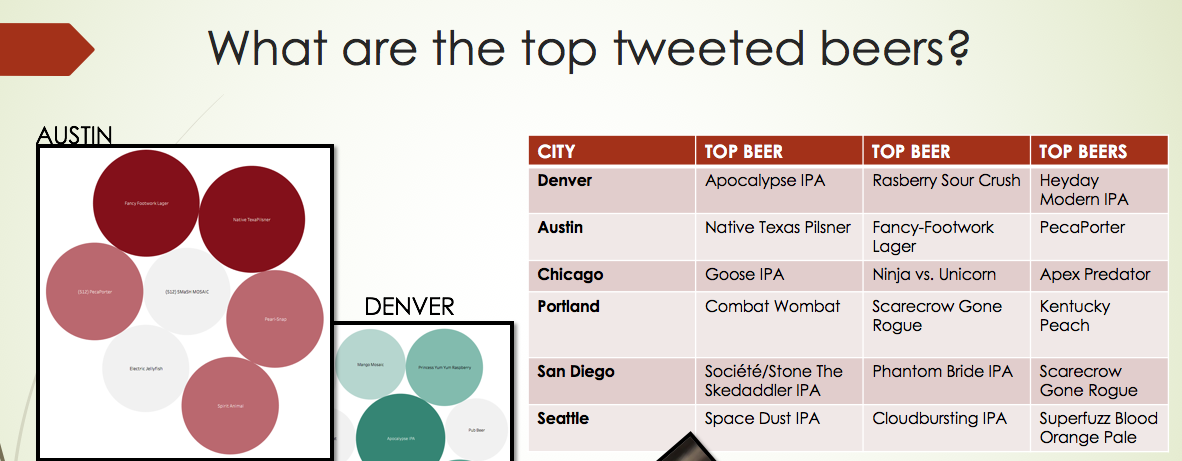 What are the top tweeted beers?
AUSTIN
Fancy Footwork Lager
Native TexaPilsner
(512) PecaPorter
(512) SMaSH MOSAIC
Pearl-Snap
Electric Jellyfish
Spirit Animal
DENVER
Mango Mosaic
Princess Yum Yum Raspberry
Apocalypse IPA
Pub Beer
CITY TOP BEER TOP BEER TOP BEERS
Denver Apocalypse IPA Rasberry Sour Crush Heyday
Modern IPA
Austin Native Texas Pilsner Fancy-Footwork PecaPorter
Lager
Chicago Goose IPA Ninja vs. Unicorn Apex Predator
Portland Combat Wombat Scarecrow Gone Kentucky
Rogue Peach
San Diego Société/Stone The Phantom Bride IPA Scarecrow
Skedaddler IPA Gone Rogue
Seattle Space Dust IPA Cloudbursting IPA Superfuzz Blood
Orange Pale